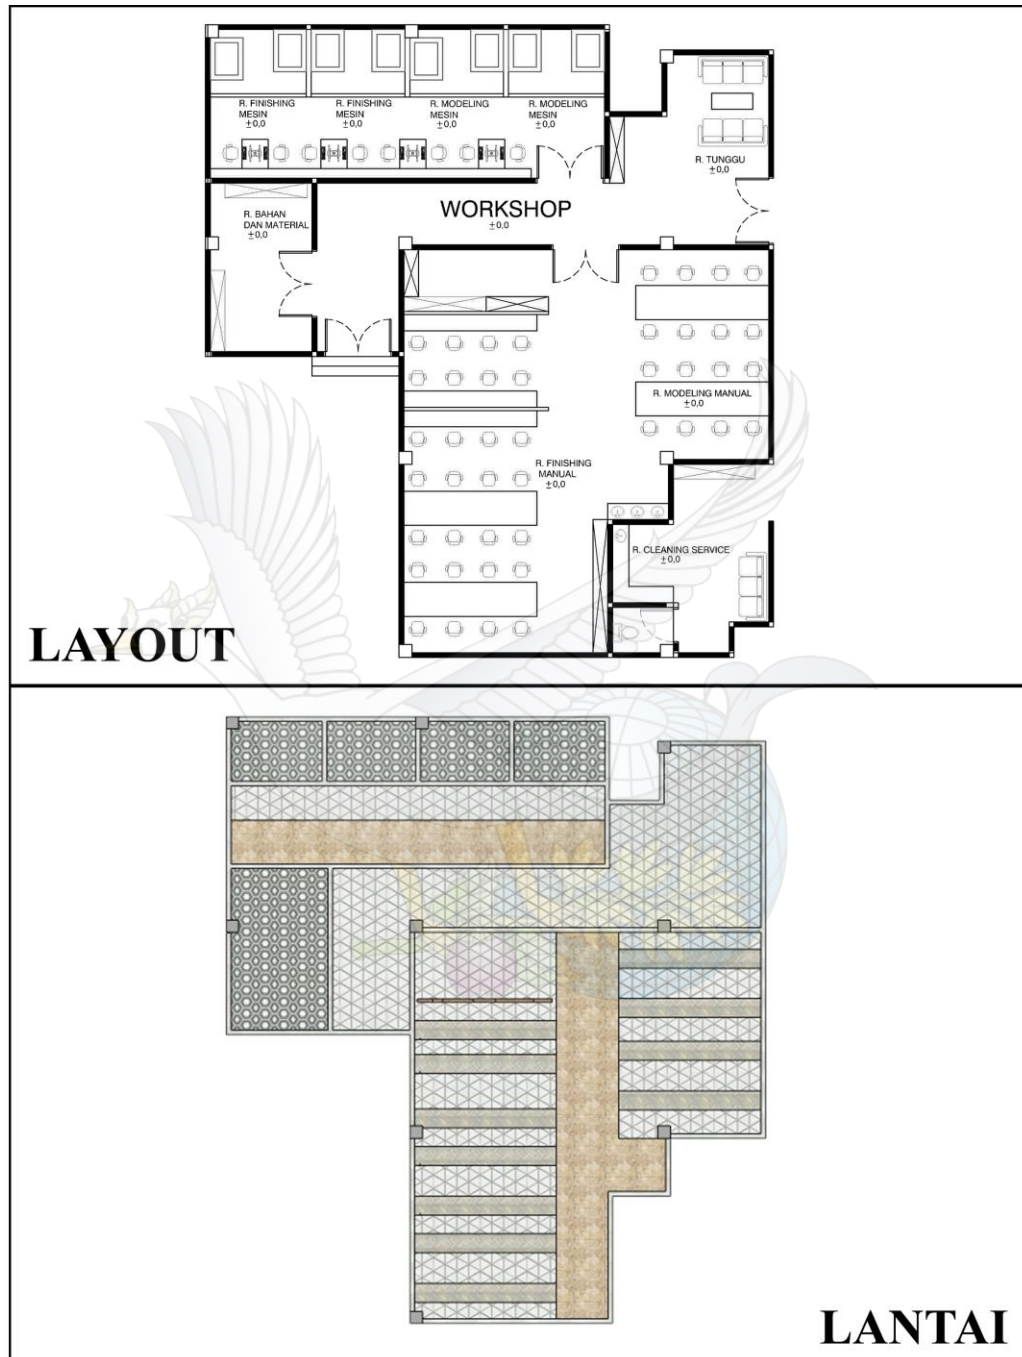 R. FINISHING
MESIN
±0,0
R. FINISHING
MESIN
±0,0
R. MODELING
MESIN
±0,0
R. MODELING
MESIN
±0,0
R. TUNGGU
±0,0
R. BAHAN
DAN MATERIAL
±0,0
WORKSHOP
±0,0
R. MODELING MANUAL
±0,0
R. FINISHING
MANUAL
±0,0
R. CLEANING SERVICE
±0,0
LAYOUT
LANTAI